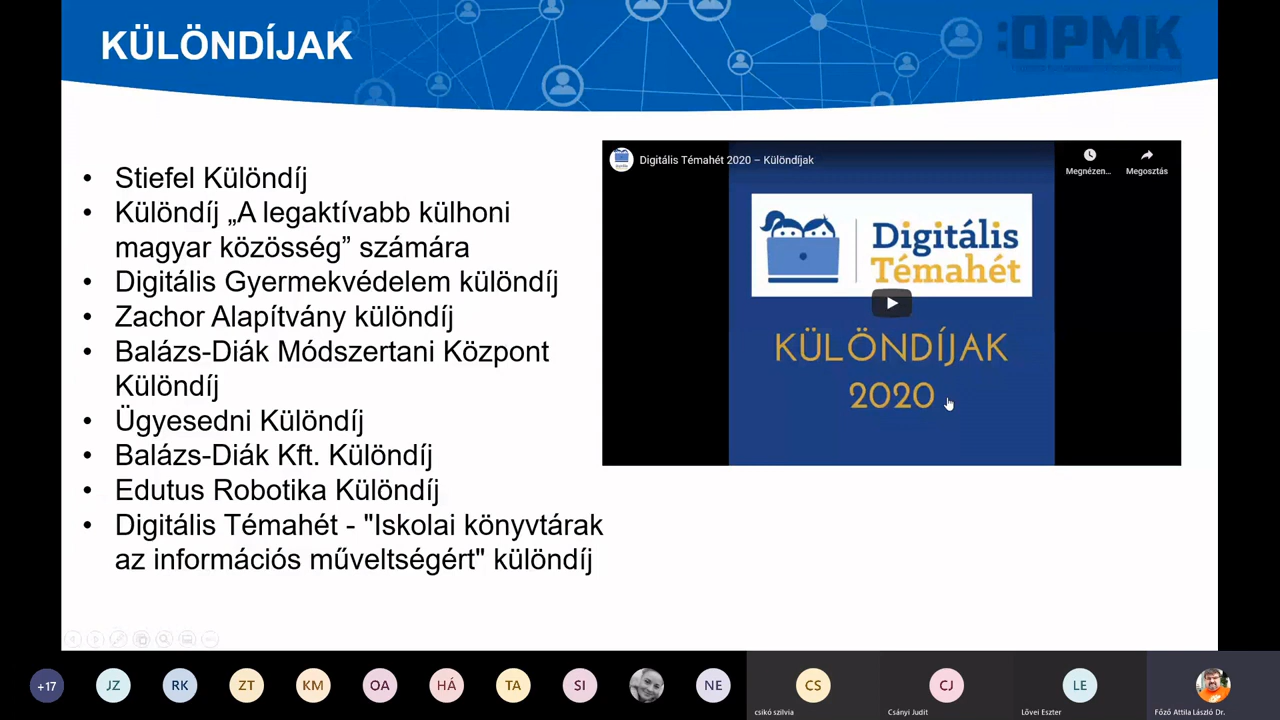 KÜLÖNDÍJAK
:DPMK
• Stiefel Különdíj
• Különdíj „A legaktívabb külhoni
magyar közösség” számára
• Digitális Gyermekvédelem különdíj
• Zachor Alapítvány különdíj
• Balázs-Diák Módszertani Központ
Különdíj
• Ügyesedni Különdíj
• Balázs-Diák Kft. Különdíj
• Edutus Robotika Különdíj
• Digitális Témahét - "Iskolai könyvtárak
az információs műveltségért" különdíj
Digitális Témahét 2020 – Különdíjak
Megnézen...
Megosztás
Digitális
Témahét
KÜLÖNDÍJAK
2020
+17
JZ
RK
ZT
KM
OA
HÁ
TA
SI
NE
CS
csikó szilvia
CJ
Csányi Judit
LE
Lővei Eszter
Főző Attila László Dr.